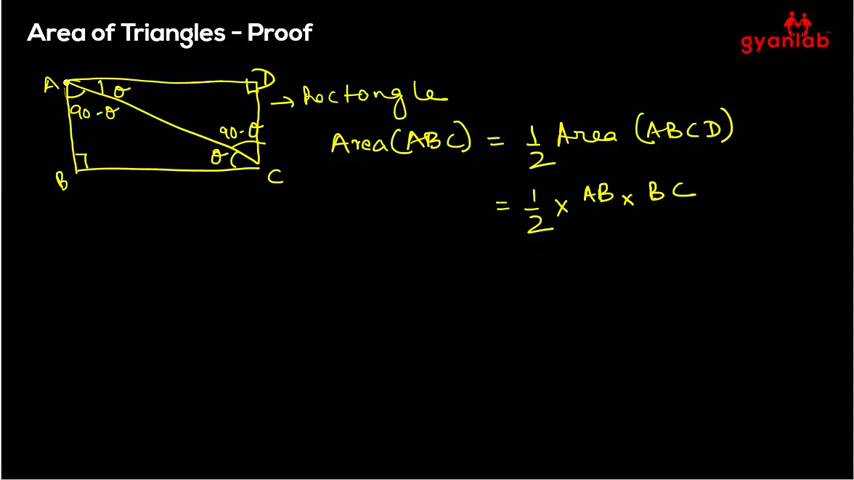 Area of Triangles - Proof
gyanlab
A θ D
90-θ
→ Rectangle
90-θ
θ
B C
Area(ABC) = 1/2 Area (ABCD)
= 1/2 × AB × BC